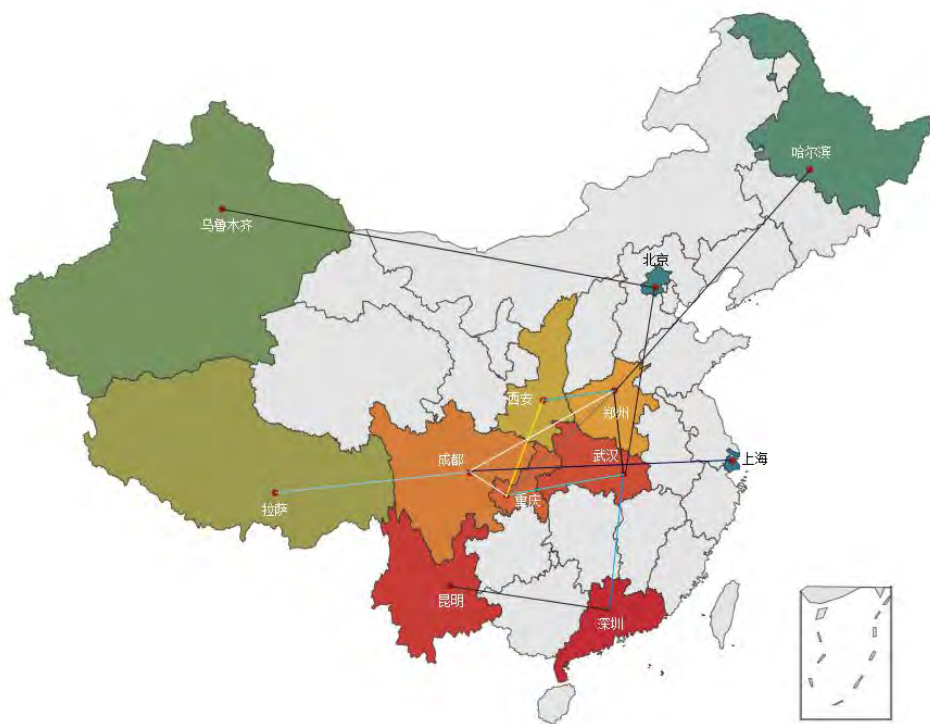 哈尔滨
乌鲁木齐
北京
西安
郑州
成都
武汉
上海
重庆
拉萨
昆明
深圳